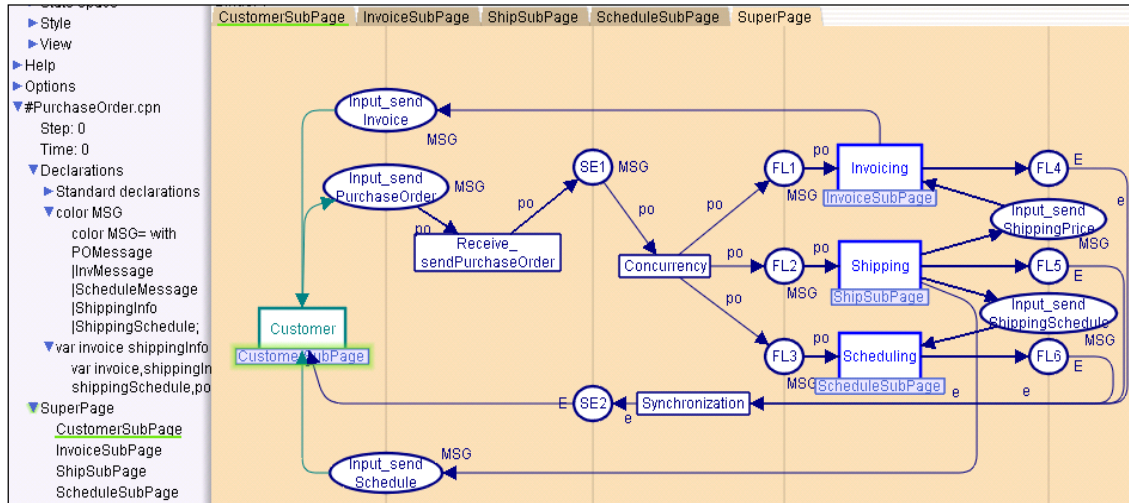 Style
View
Help
Options
#PurchaseOrder.cpn
Step: 0
Time: 0
Declarations
Standard declarations
color MSG
color MSG= with
POMessage
|InvMessage
|ScheduleMessage
|ShippingInfo
|ShippingSchedule;
var invoice shippingInfo
var invoice,shippingIn
shippingSchedule,po
SuperPage
CustomerSubPage
InvoiceSubPage
ShipSubPage
ScheduleSubPage
CustomerSubPage InvoiceSubPage ShipSubPage ScheduleSubPage SuperPage
Input_send
Invoice
MSG
Input_send
PurchaseOrder
MSG
po
Receive_
sendPurchaseOrder
po
SE1
MSG
po
Concurrency
po
po
po
FL1
MSG
po
Invoicing
InvoiceSubPage
FL4
E
e
Input_send
ShippingPrice
MSG
FL2
MSG
po
Shipping
ShipSubPage
FL5
E
Input_send
ShippingSchedule
MSG
FL3
MSG
po
Scheduling
ScheduleSubPage
FL6
E
e
e
Customer
CustomerSubPage
E
SE2
e
Synchronization
Input_send
Schedule
MSG